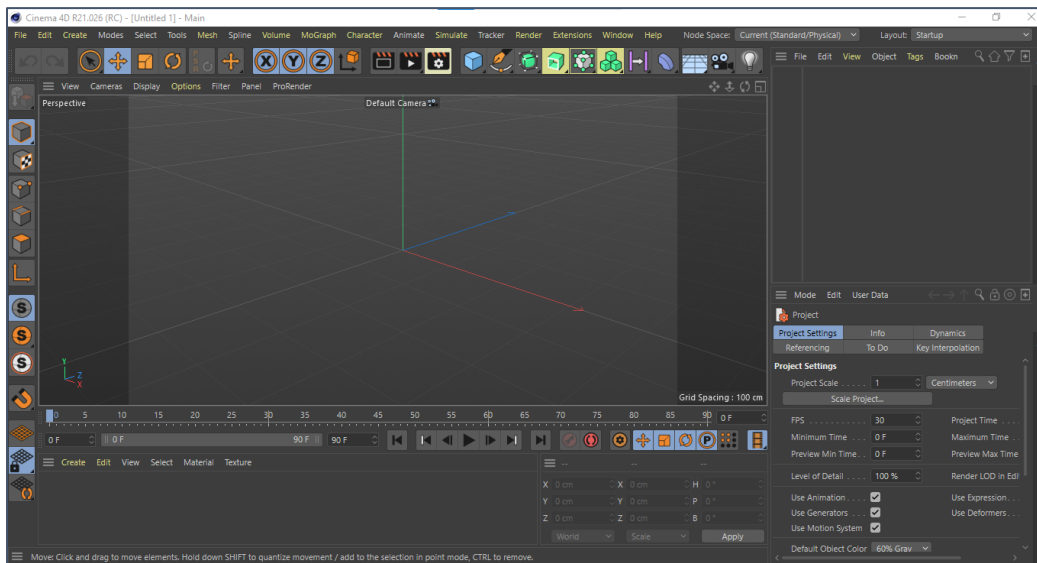 Cinema 4D R21.026 (RC) - [Untitled 1] - Main
File Edit Create Modes Select Tools Mesh Spline Volume MoGraph Character Animate Simulate Tracker Render Extensions Window Help Node Space: Current (Standard/Physical) Layout: Startup
X Y Z
File Edit View Object Tags Bookn
View Cameras Display Options Filter Panel ProRender
Perspective
Default Camera
S
S
S
Y
Z
X
Grid Spacing : 100 cm
0 5 10 15 20 25 30 35 40 45 50 55 60 65 70 75 80 85 90 0 F
0 F 0 F 90 F 90 F P
Create Edit View Select Material Texture
-- -- --
X 0 cm X 0 cm H 0 °
Y 0 cm Y 0 cm P 0 °
Z 0 cm Z 0 cm B 0 °
World Scale Apply
Move: Click and drag to move elements. Hold down SHIFT to quantize movement / add to the selection in point mode, CTRL to remove.
Mode Edit User Data
Project
Project Settings Info Dynamics
Referencing To Do Key Interpolation
Project Settings
Project Scale . . . . . 1 Centimeters
Scale Project...
FPS . . . . . . . . . . . 30 Project Time . . .
Minimum Time . . . 0 F Maximum Time . .
Preview Min Time . . 0 F Preview Max Time
Level of Detail . . . . 100 % Render LOD in Edi
Use Animation . . . . Use Expression . . .
Use Generators . . . Use Deformers . . .
Use Motion System
Default Object Color 60% Gray